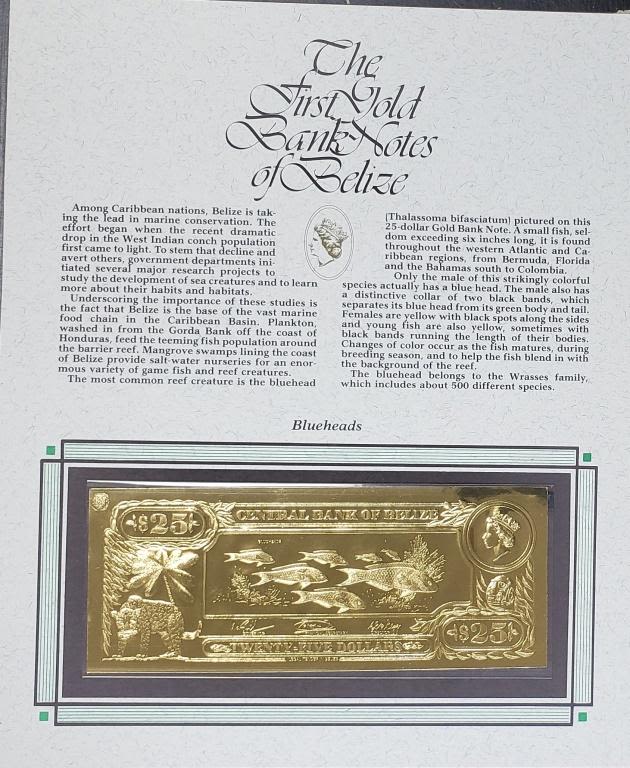 The
First Gold
Bank Notes
of Belize
Among Caribbean nations, Belize is tak-
ing the lead in marine conservation. The
effort began when the recent dramatic
drop in the West Indian conch population
first came to light. To stem that decline and
avert others, government departments ini-
tiated several major research projects to
study the development of sea creatures and to learn
more about their habits and habitats.
Underscoring the importance of these studies is
the fact that Belize is the base of the vast marine
food chain in the Caribbean Basin. Plankton,
washed in from the Gorda Bank off the coast of
Honduras, feed the teeming fish population around
the barrier reef. Mangrove swamps lining the coast
of Belize provide salt-water nurseries for an enor-
mous variety of game fish and reef creatures.
The most common reef creature is the bluehead
(Thalassoma bifasciatum) pictured on this
25-dollar Gold Bank Note. A small fish, sel-
dom exceeding six inches long, it is found
throughout the western Atlantic and Ca-
ribbean regions, from Bermuda, Florida
and the Bahamas south to Colombia.
Only the male of this strikingly colorful
species actually has a blue head. The male also has
a distinctive collar of two black bands, which
separates its blue head from its green body and tail.
Females are yellow with black spots along the sides
and young fish are also yellow, sometimes with
black bands running the length of their bodies.
Changes of color occur as the fish matures, during
breeding season, and to help the fish blend in with
the background of the reef.
The bluehead belongs to the Wrasses family,
which includes about 500 different species.
Blueheads
$25
CENTRAL BANK OF BELIZE
TWENTY-FIVE DOLLARS
$25